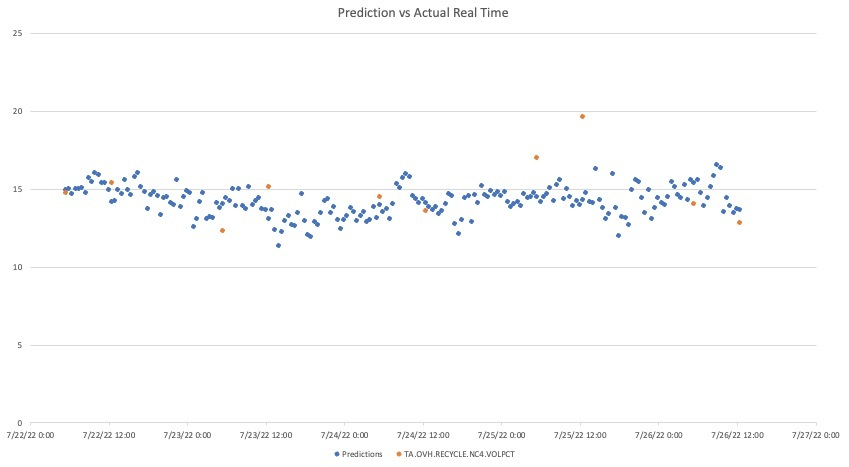 Prediction vs Actual Real Time
25
20
15
10
5
0
7/22/22 0:00 7/22/22 12:00 7/23/22 0:00 7/23/22 12:00 7/24/22 0:00 7/24/22 12:00 7/25/22 0:00 7/25/22 12:00 7/26/22 0:00 7/26/22 12:00 7/27/22 0:00
Predictions TA.OVH.RECYCLE.NC4.VOLPCT